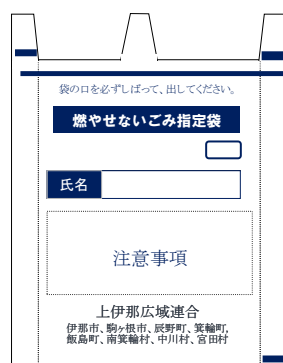 袋の口を必ずしばって、出してください。
燃やせないごみ指定袋
氏名
注意事項
上伊那広域連合
伊那市、駒ヶ根市、辰野町、箕輪町、
飯島町、南箕輪村、中川村、宮田村